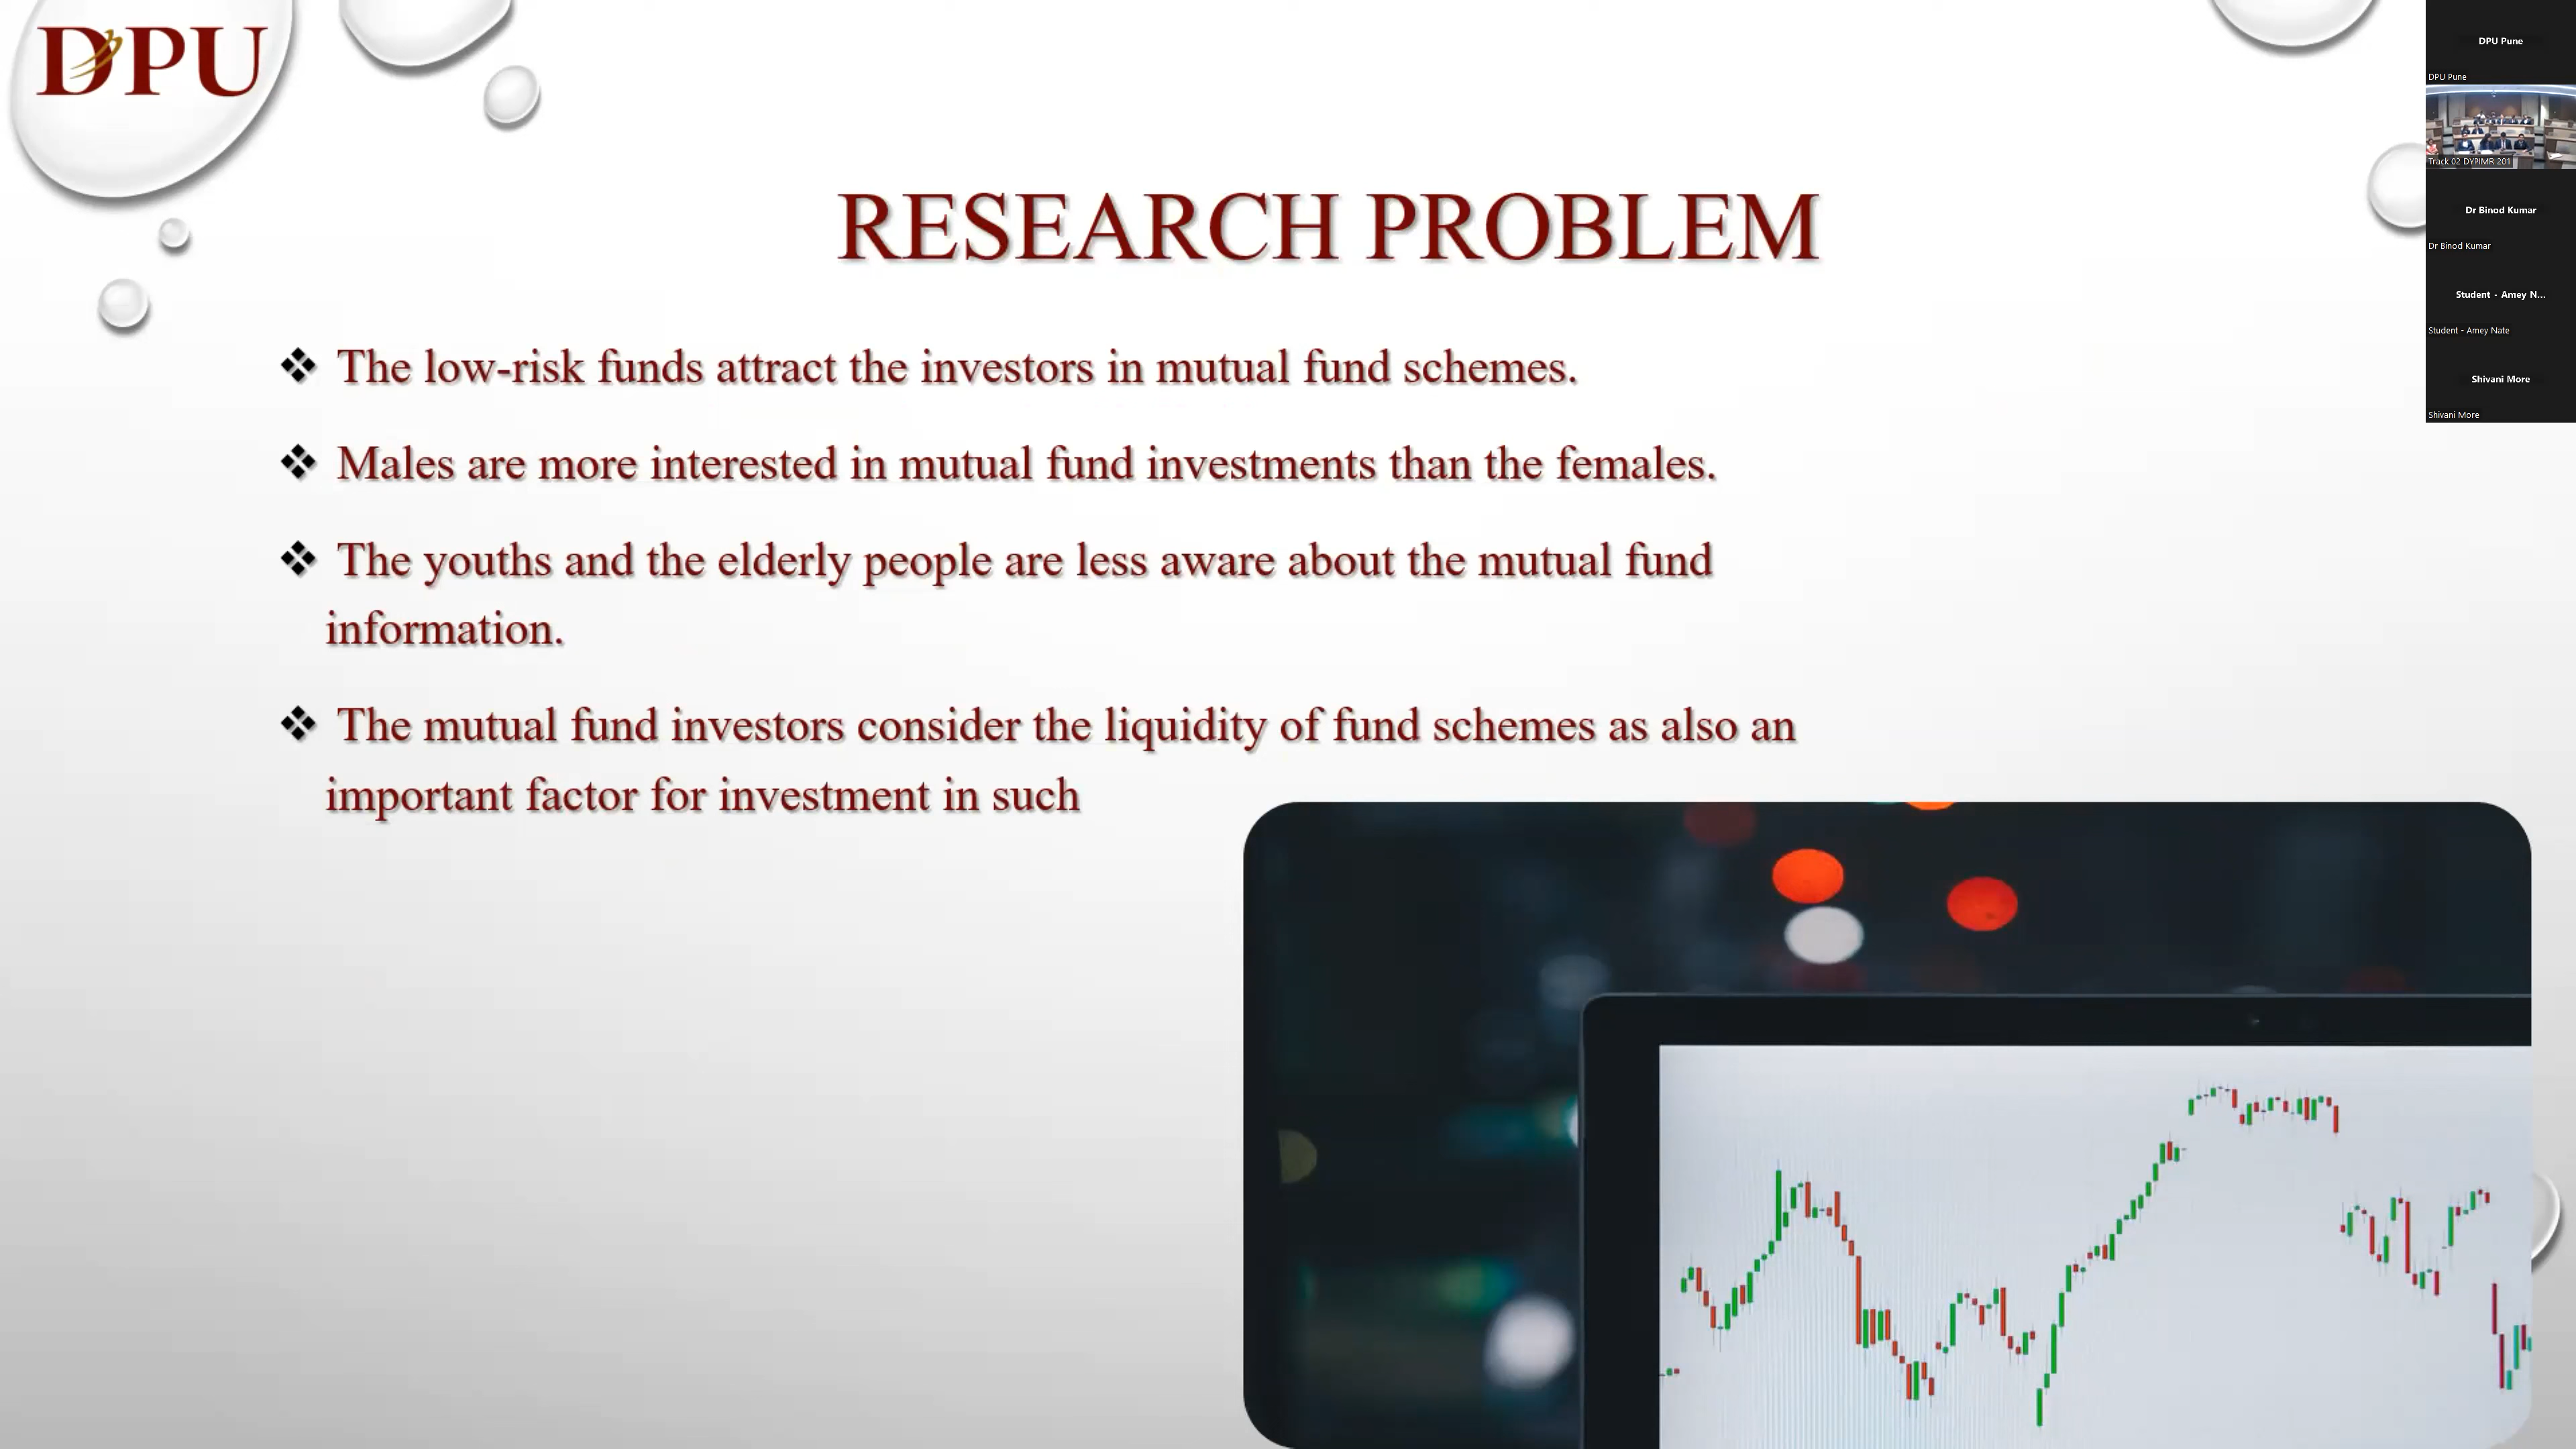 DPU
RESEARCH PROBLEM
❖ The low-risk funds attract the investors in mutual fund schemes.
❖ Males are more interested in mutual fund investments than the females.
❖ The youths and the elderly people are less aware about the mutual fund
information.
❖ The mutual fund investors consider the liquidity of fund schemes as also an
important factor for investment in such
DPU Pune
DPU Pune
Track 02 DYPIMR 201
Dr Binod Kumar
Dr Binod Kumar
Student - Amey N...
Student - Amey Nate
Shivani More
Shivani More